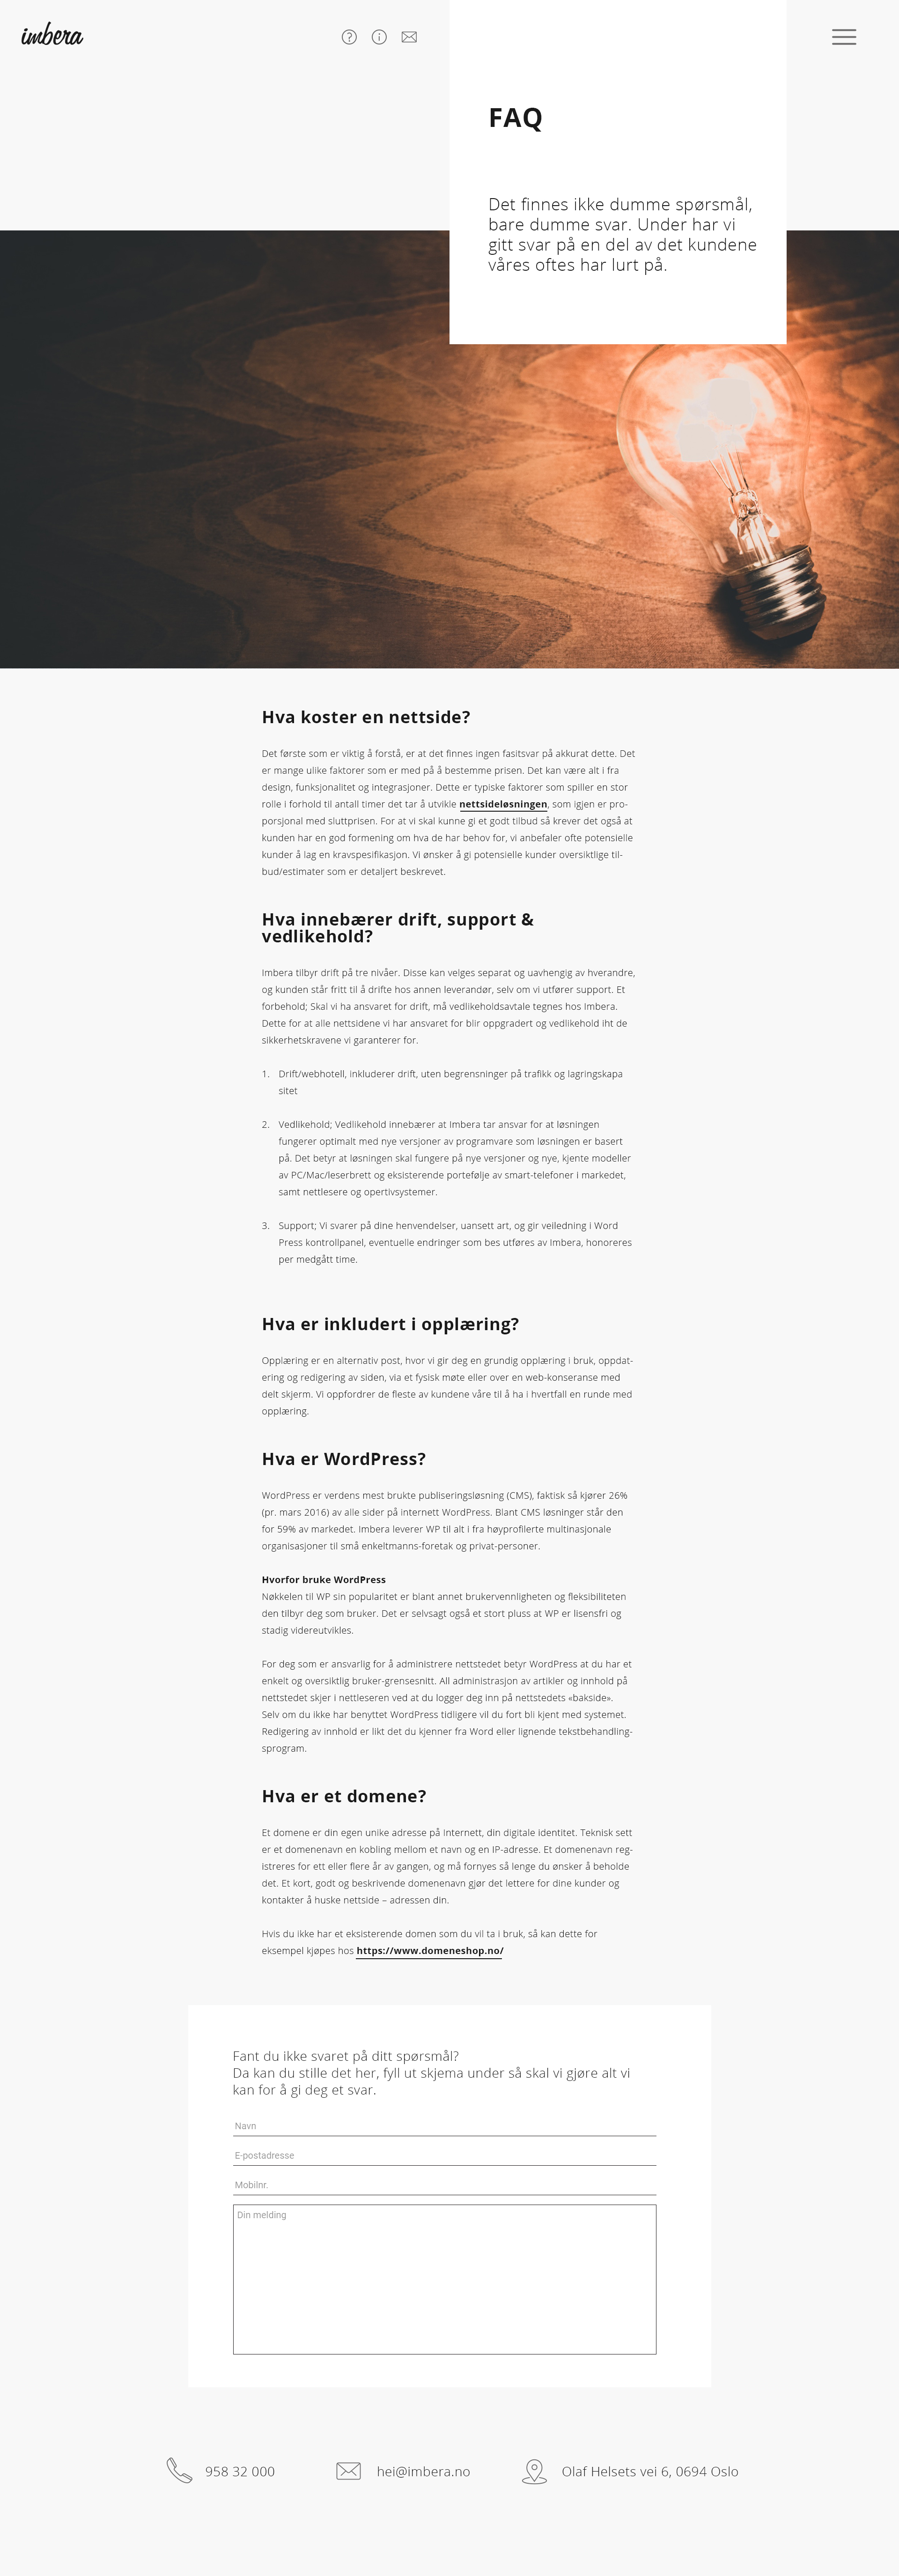 imbera
FAQ
Det finnes ikke dumme spørsmål,
bare dumme svar. Under har vi
gitt svar på en del av det kundene
våres oftes har lurt på.
Hva koster en nettside?
Det første som er viktig å forstå, er at det finnes ingen fasitsvar på akkurat dette. Det
er mange ulike faktorer som er med på å bestemme prisen. Det kan være alt i fra
design, funksjonalitet og integrasjoner. Dette er typiske faktorer som spiller en stor
rolle i forhold til antall timer det tar å utvikle nettsideløsningen, som igjen er pro-
porsjonal med sluttprisen. For at vi skal kunne gi et godt tilbud så krever det også at
kunden har en god formening om hva de har behov for, vi anbefaler ofte potensielle
kunder å lag en kravspesifikasjon. Vi ønsker å gi potensielle kunder oversiktlige til-
bud/estimater som er detaljert beskrevet.
Hva innebærer drift, support &
vedlikehold?
Imbera tilbyr drift på tre nivåer. Disse kan velges separat og uavhengig av hverandre,
og kunden står fritt til å drifte hos annen leverandør, selv om vi utfører support. Et
forbehold; Skal vi ha ansvaret for drift, må vedlikeholdsavtale tegnes hos Imbera.
Dette for at alle nettsidene vi har ansvaret for blir oppgradert og vedlikehold iht de
sikkerhetskravene vi garanterer for.
1. Drift/webhotell, inkluderer drift, uten begrensninger på trafikk og lagringskapa
sitet
2. Vedlikehold; Vedlikehold innebærer at Imbera tar ansvar for at løsningen
fungerer optimalt med nye versjoner av programvare som løsningen er basert
på. Det betyr at løsningen skal fungere på nye versjoner og nye, kjente modeller
av PC/Mac/leserbrett og eksisterende portefølje av smart-telefoner i markedet,
samt nettlesere og opertivsystemer.
3. Support; Vi svarer på dine henvendelser, uansett art, og gir veiledning i Word
Press kontrollpanel, eventuelle endringer som bes utføres av Imbera, honoreres
per medgått time.
Hva er inkludert i opplæring?
Opplæring er en alternativ post, hvor vi gir deg en grundig opplæring i bruk, oppdat-
ering og redigering av siden, via et fysisk møte eller over en web-konseranse med
delt skjerm. Vi oppfordrer de fleste av kundene våre til å ha i hvertfall en runde med
opplæring.
Hva er WordPress?
WordPress er verdens mest brukte publiseringsløsning (CMS), faktisk så kjører 26%
(pr. mars 2016) av alle sider på internett WordPress. Blant CMS løsninger står den
for 59% av markedet. Imbera leverer WP til alt i fra høyprofilerte multinasjonale
organisasjoner til små enkeltmanns-foretak og privat-personer.
Hvorfor bruke WordPress
Nøkkelen til WP sin popularitet er blant annet brukervennligheten og fleksibiliteten
den tilbyr deg som bruker. Det er selvsagt også et stort pluss at WP er lisensfri og
stadig videreutvikles.
For deg som er ansvarlig for å administrere nettstedet betyr WordPress at du har et
enkelt og oversiktlig bruker-grensesnitt. All administrasjon av artikler og innhold på
nettstedet skjer i nettleseren ved at du logger deg inn på nettstedets «bakside».
Selv om du ikke har benyttet WordPress tidligere vil du fort bli kjent med systemet.
Redigering av innhold er likt det du kjenner fra Word eller lignende tekstbehandling-
sprogram.
Hva er et domene?
Et domene er din egen unike adresse på Internett, din digitale identitet. Teknisk sett
er et domenenavn en kobling mellom et navn og en IP-adresse. Et domenenavn reg-
istreres for ett eller flere år av gangen, og må fornyes så lenge du ønsker å beholde
det. Et kort, godt og beskrivende domenenavn gjør det lettere for dine kunder og
kontakter å huske nettside – adressen din.
Hvis du ikke har et eksisterende domen som du vil ta i bruk, så kan dette for
eksempel kjøpes hos https://www.domeneshop.no/
Fant du ikke svaret på ditt spørsmål?
Da kan du stille det her, fyll ut skjema under så skal vi gjøre alt vi
kan for å gi deg et svar.
Navn
E-postadresse
Mobilnr.
Din melding
958 32 000
hei@imbera.no
Olaf Helsets vei 6, 0694 Oslo